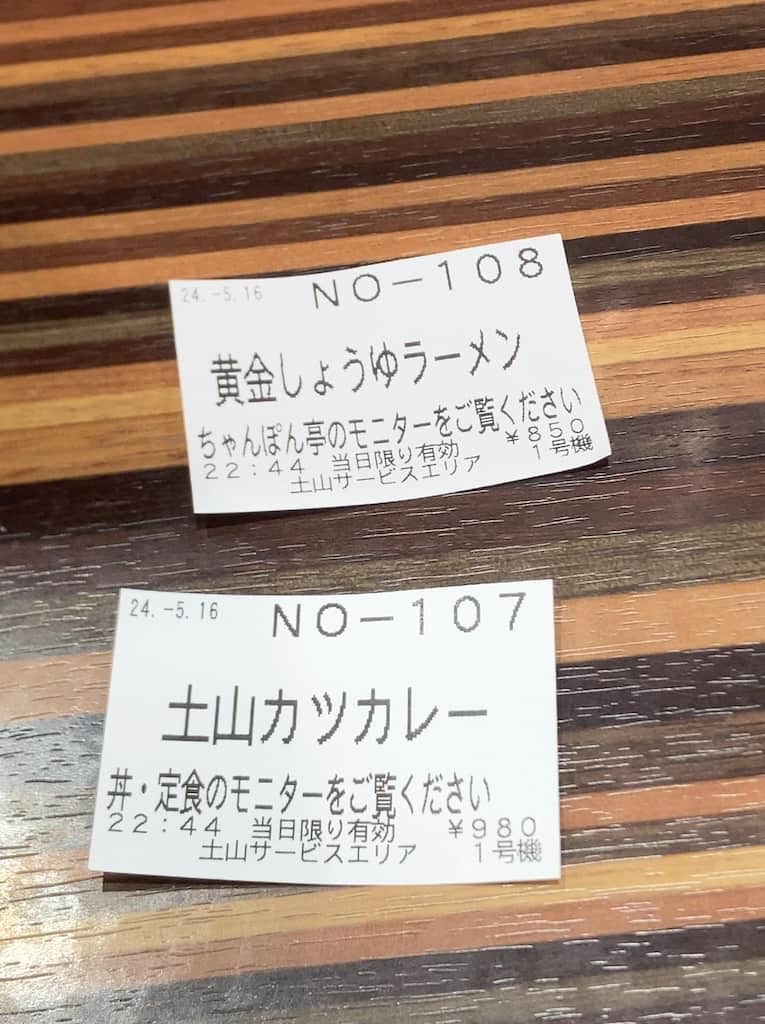 24.-5.16 NO-108
黄金しょうゆラーメン
ちゃんぽん亭のモニターをご覧ください
22:44 当日限り有効 ¥850
土山サービスエリア 1号機
24.-5.16 NO-107
土山カツカレー
丼・定食のモニターをご覧ください
22:44 当日限り有効 ¥980
土山サービスエリア 1号機